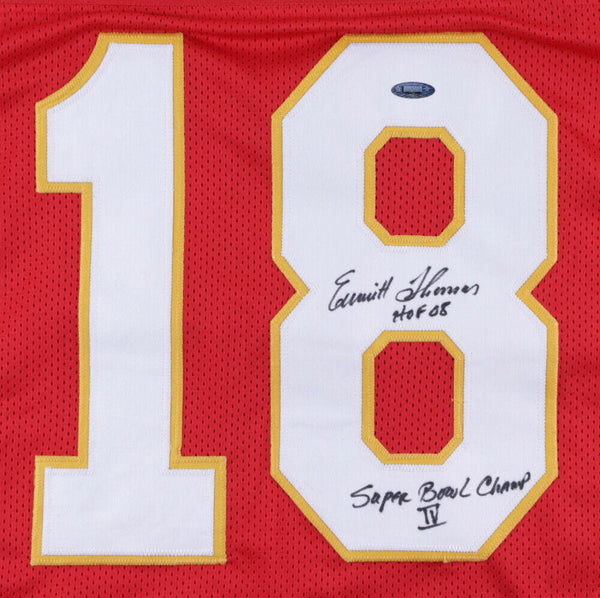 18
Emmitt Thomas
HOF 08
Super Bowl Champ
IV